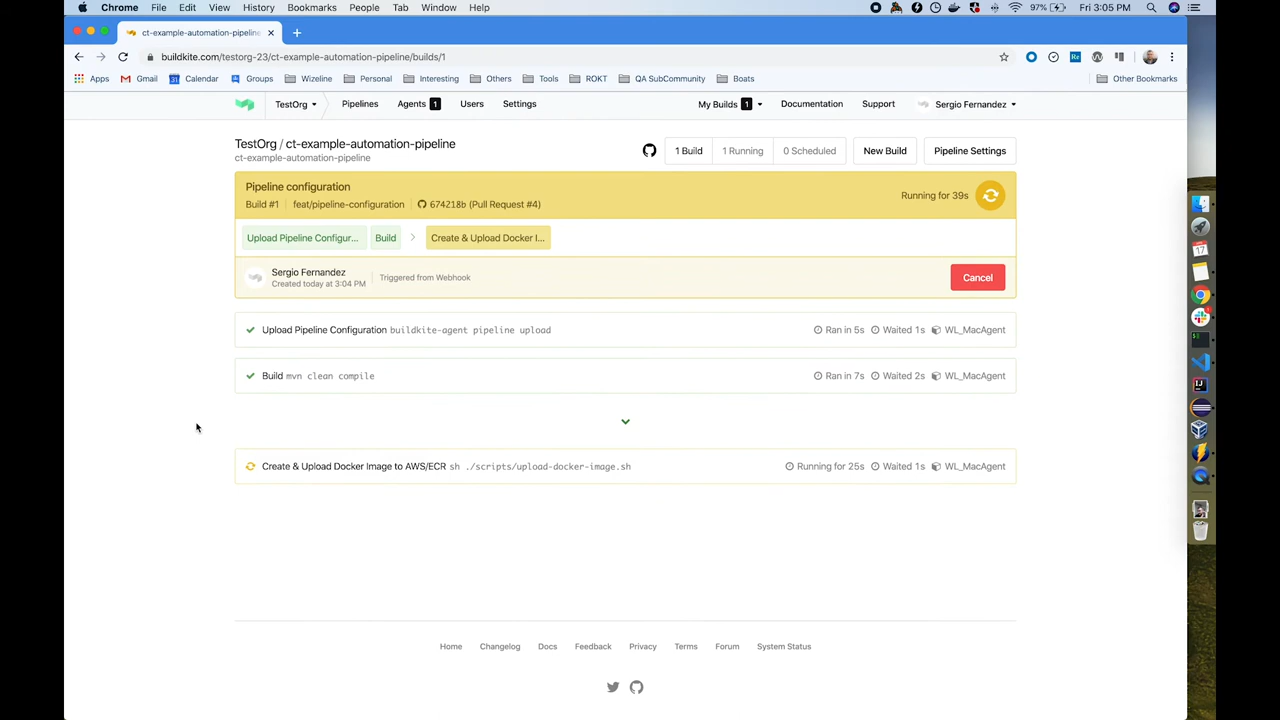 Chrome File Edit View History Bookmarks People Tab Window Help
97% Fri 3:05 PM
ct-example-automation-pipeline
buildkite.com/testorg-23/ct-example-automation-pipeline/builds/1
Apps Gmail Calendar Groups Wizeline Personal Interesting Others Tools ROKT QA SubCommunity Boats Other Bookmarks
TestOrg Pipelines Agents 1 Users Settings My Builds 1 Documentation Support Sergio Fernandez
TestOrg / ct-example-automation-pipeline
ct-example-automation-pipeline
1 Build 1 Running 0 Scheduled New Build Pipeline Settings
Pipeline configuration
Build #1 feat/pipeline-configuration 674218b (Pull Request #4)
Running for 39s
Upload Pipeline Configur... Build Create & Upload Docker I...
Sergio Fernandez
Created today at 3:04 PM
Triggered from Webhook
Cancel
Upload Pipeline Configuration buildkite-agent pipeline upload Ran in 5s Waited 1s WL_MacAgent
Build mvn clean compile Ran in 7s Waited 2s WL_MacAgent
Create & Upload Docker Image to AWS/ECR sh ./scripts/upload-docker-image.sh Running for 25s Waited 1s WL_MacAgent
Home Changelog Docs Feedback Privacy Terms Forum System Status